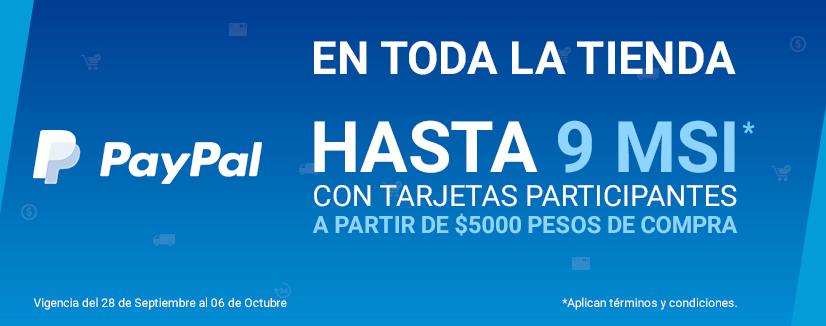 EN TODA LA TIENDA
PayPal
HASTA 9 MSI*
CON TARJETAS PARTICIPANTES
A PARTIR DE $5000 PESOS DE COMPRA
Vigencia del 28 de Septiembre al 06 de Octubre
*Aplican términos y condiciones.